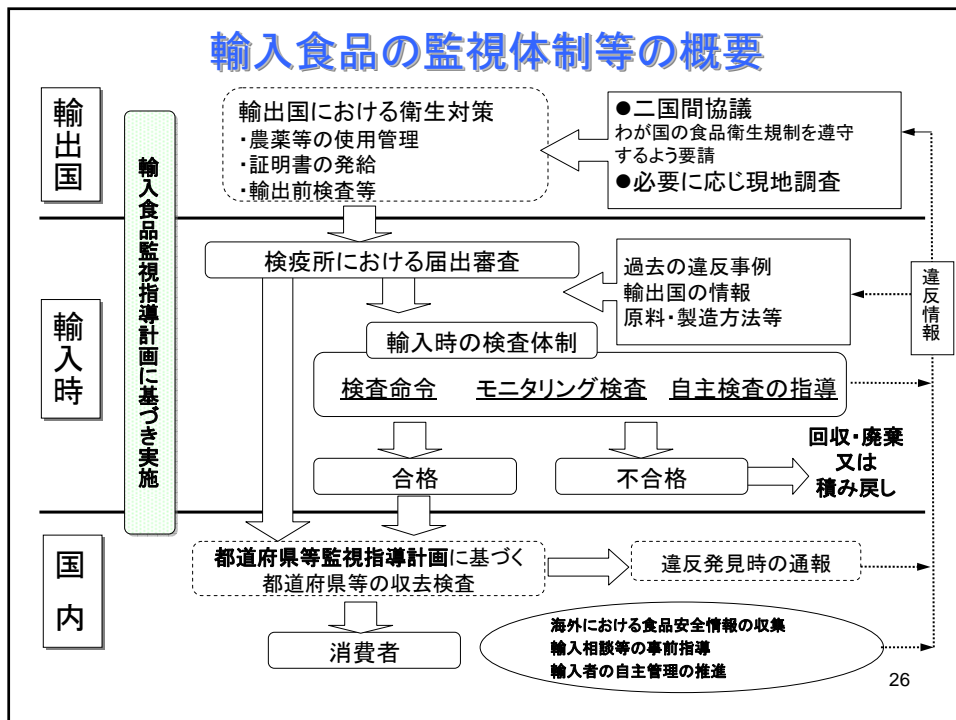 輸入食品の監視体制等の概要
輸出国
輸入食品監視指導計画に基づき実施
輸出国における衛生対策
・農薬等の使用管理
・証明書の発給
・輸出前検査等
●二国間協議
わが国の食品衛生規制を遵守
するよう要請
●必要に応じ現地調査
輸入時
検疫所における届出審査
過去の違反事例
輸出国の情報
原料・製造方法等
違反情報
輸入時の検査体制
検査命令 モニタリング検査 自主検査の指導
合格
不合格
回収・廃棄
又は
積み戻し
国内
都道府県等監視指導計画に基づく
都道府県等の収去検査
違反発見時の通報
消費者
海外における食品安全情報の収集
輸入相談等の事前指導
輸入者の自主管理の推進
26